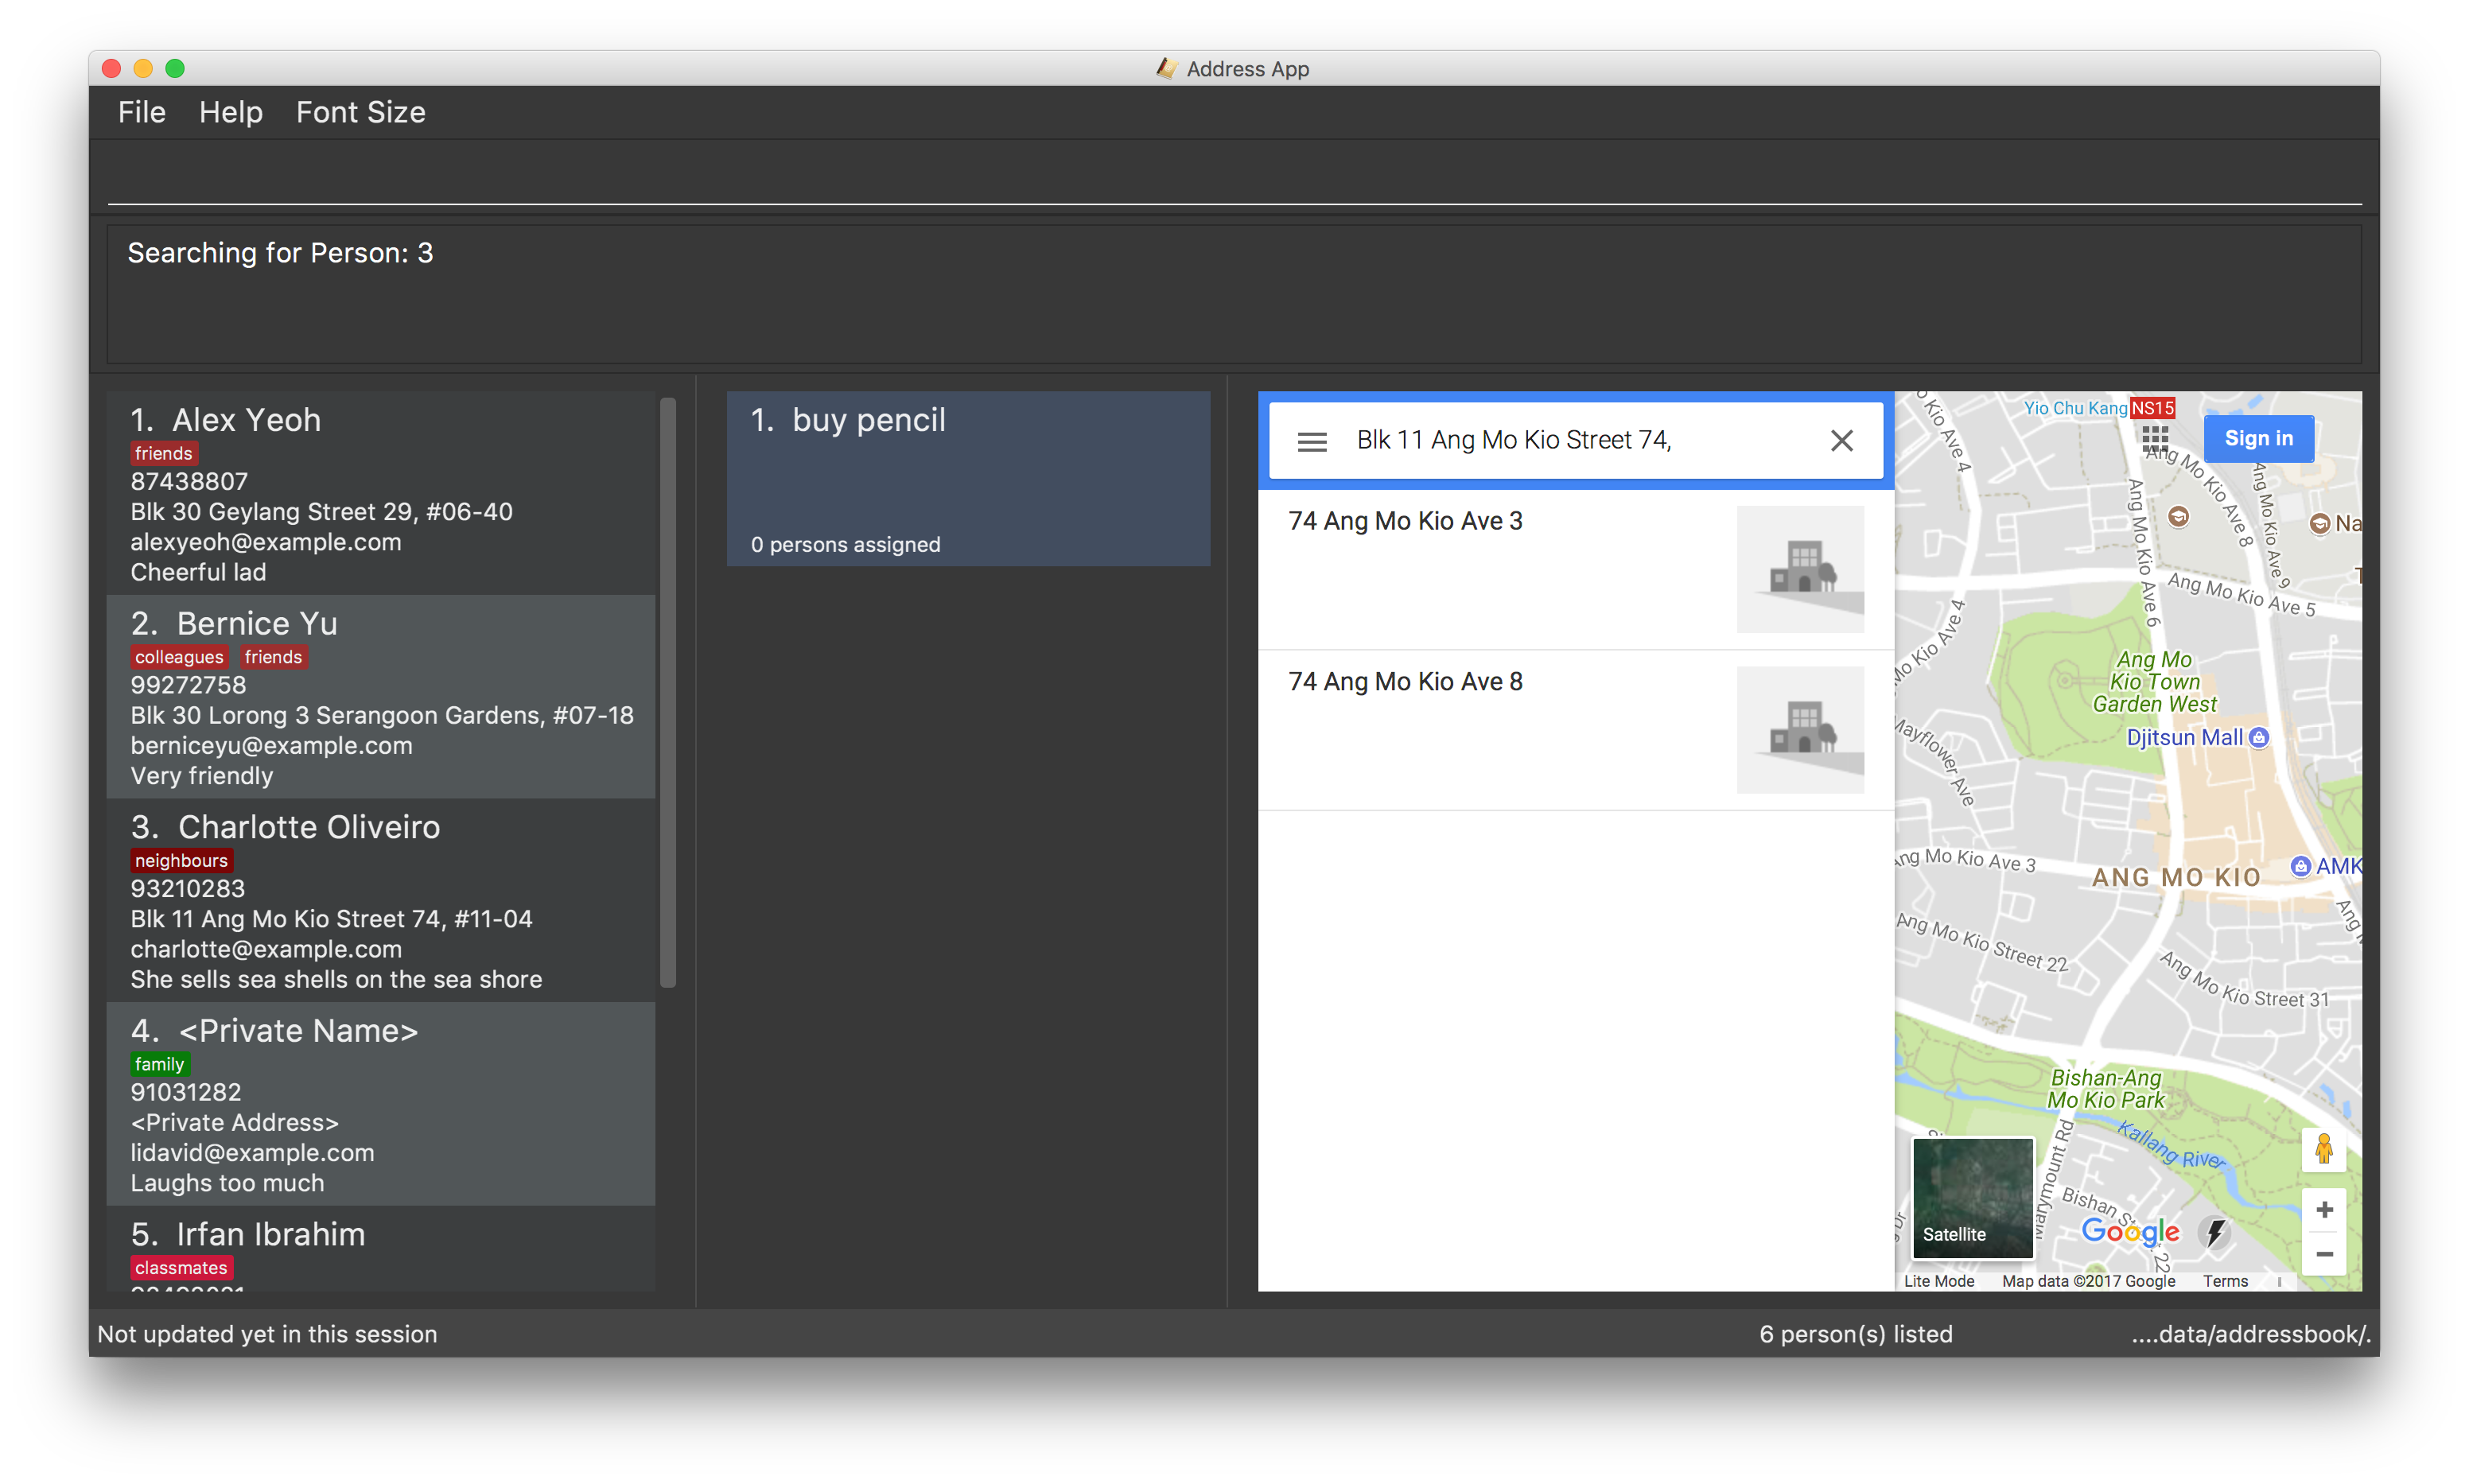 Address App
File Help Font Size
Searching for Person: 3
1. Alex Yeoh
friends
87438807
Blk 30 Geylang Street 29, #06-40
alexyeoh@example.com
Cheerful lad
2. Bernice Yu
colleagues friends
99272758
Blk 30 Lorong 3 Serangoon Gardens, #07-18
berniceyu@example.com
Very friendly
3. Charlotte Oliveiro
neighbours
93210283
Blk 11 Ang Mo Kio Street 74, #11-04
charlotte@example.com
She sells sea shells on the sea shore
4. <Private Name>
family
91031282
<Private Address>
lidavid@example.com
Laughs too much
5. Irfan Ibrahim
classmates
1. buy pencil
0 persons assigned
Blk 11 Ang Mo Kio Street 74,
74 Ang Mo Kio Ave 3
74 Ang Mo Kio Ave 8
Yio Chu Kang NS15
Sign in
Kio Ave 4
Ang Mo Kio Ave 8
Ang Mo Kio Ave 9
Ang Mo Kio Ave 6
Na
Ang Mo Kio Ave 5
Mo Kio Ave 4
Ang Mo
Kio Town
Garden West
Djitsun Mall
Mayflower Ave
Ang Mo Kio Ave 3
ANG MO KIO
AMK
Ang
Ang Mo Kio Street 22
Ang Mo Kio Street 31
Bishan-Ang
Mo Kio Park
Kallang River
Marymount Rd
Bishan S
22
Satellite
Google
Lite Mode Map data ©2017 Google Terms
Not updated yet in this session
6 person(s) listed
....data/addressbook/.